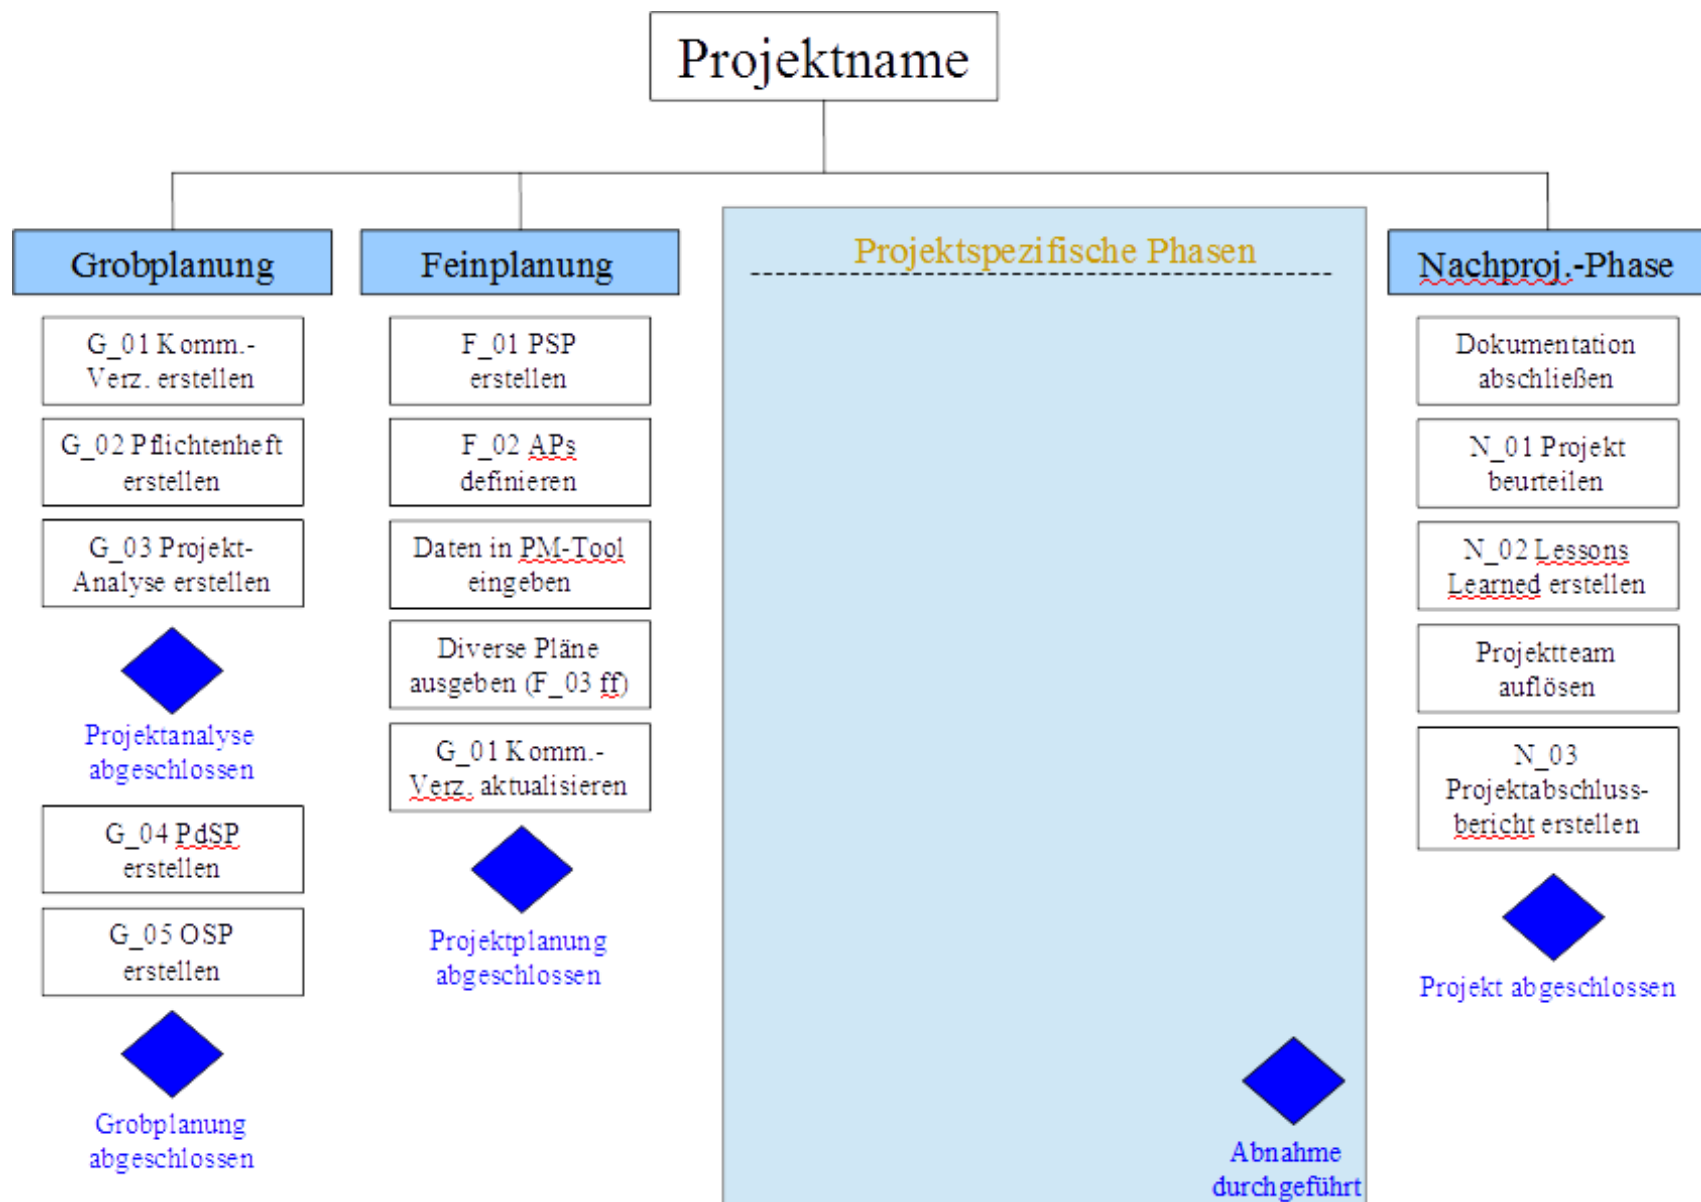 Projektname
Grobplanung
G_01 Komm.-
Verz. erstellen
G_02 Pflichtenheft
erstellen
G_03 Projekt-
Analyse erstellen
Projektanalyse
abgeschlossen
G_04 PdSP
erstellen
G_05 OSP
erstellen
Grobplanung
abgeschlossen
Feinplanung
F_01 PSP
erstellen
F_02 APs
definieren
Daten in PM-Tool
eingeben
Diverse Pläne
ausgeben (F_03 ff)
G_01 Komm.-
Verz. aktualisieren
Projektplanung
abgeschlossen
Projektspezifische Phasen
Abnahme
durchgeführt
Nachproj.-Phase
Dokumentation
abschließen
N_01 Projekt
beurteilen
N_02 Lessons
Learned erstellen
Projektteam
auflösen
N_03
Projektabschluss-
bericht erstellen
Projekt abgeschlossen